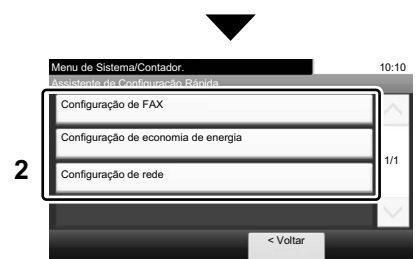 Menu de Sistema/Contador.
10:10
Assistente de Configuração Rápida
Configuração de FAX
Configuração de economia de energia
1/1
2
Configuração de rede
< Voltar